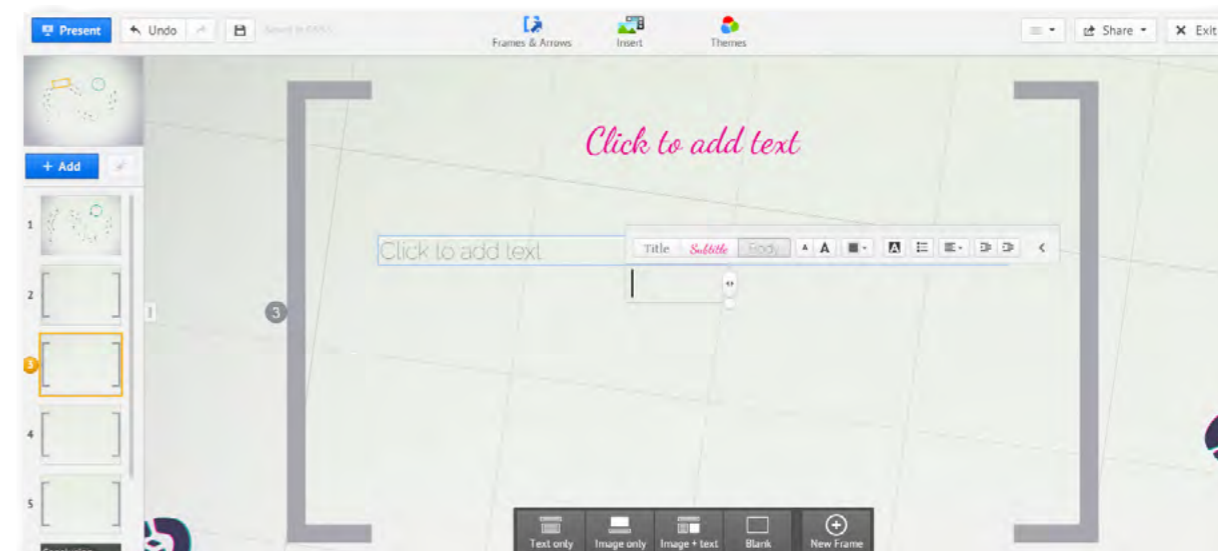 Present Undo
Frames & Arrows Insert Themes
Share Exit
+ Add
Click to add text
Click to add text
Title Subtitle Body A A A
1
2
3
3
4
5
Text only Image only Image + text Blank New Frame